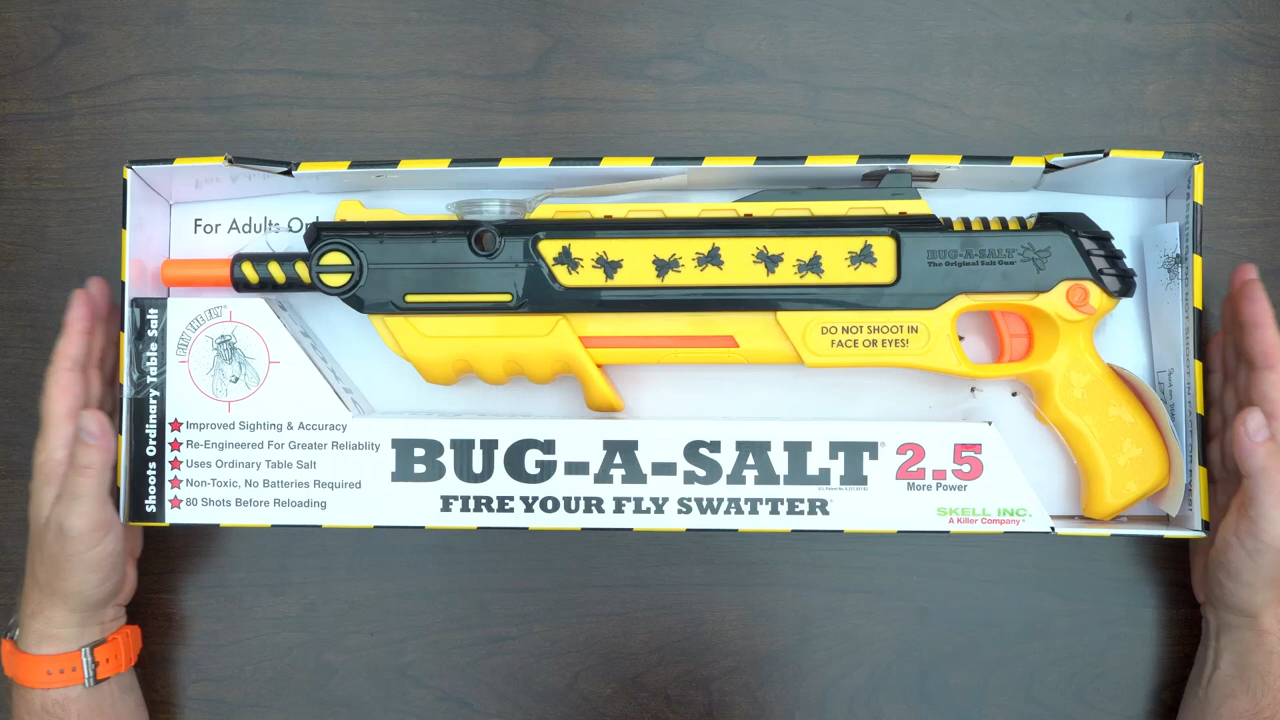 For Adults
BUG-A-SALT
The Original Salt Gun®
DO NOT SHOOT IN
FACE OR EYES!
PITY THE FLY®
Shoots Ordinary Table Salt
Improved Sighting & Accuracy
Re-Engineered For Greater Reliablity
Uses Ordinary Table Salt
Non-Toxic, No Batteries Required
80 Shots Before Reloading
BUG-A-SALT® 2.5
More Power
FIRE YOUR FLY SWATTER®
SKELL INC.
A Killer Company®